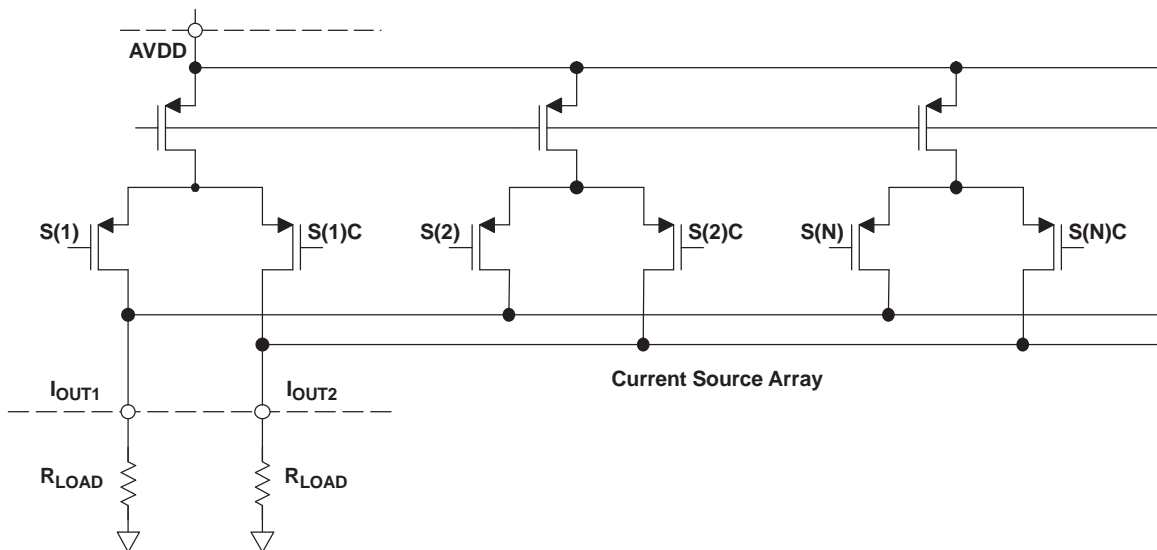 AVDD
S(1) S(1)C S(2) S(2)C S(N) S(N)C
Current Source Array
IOUT1 IOUT2
RLOAD RLOAD